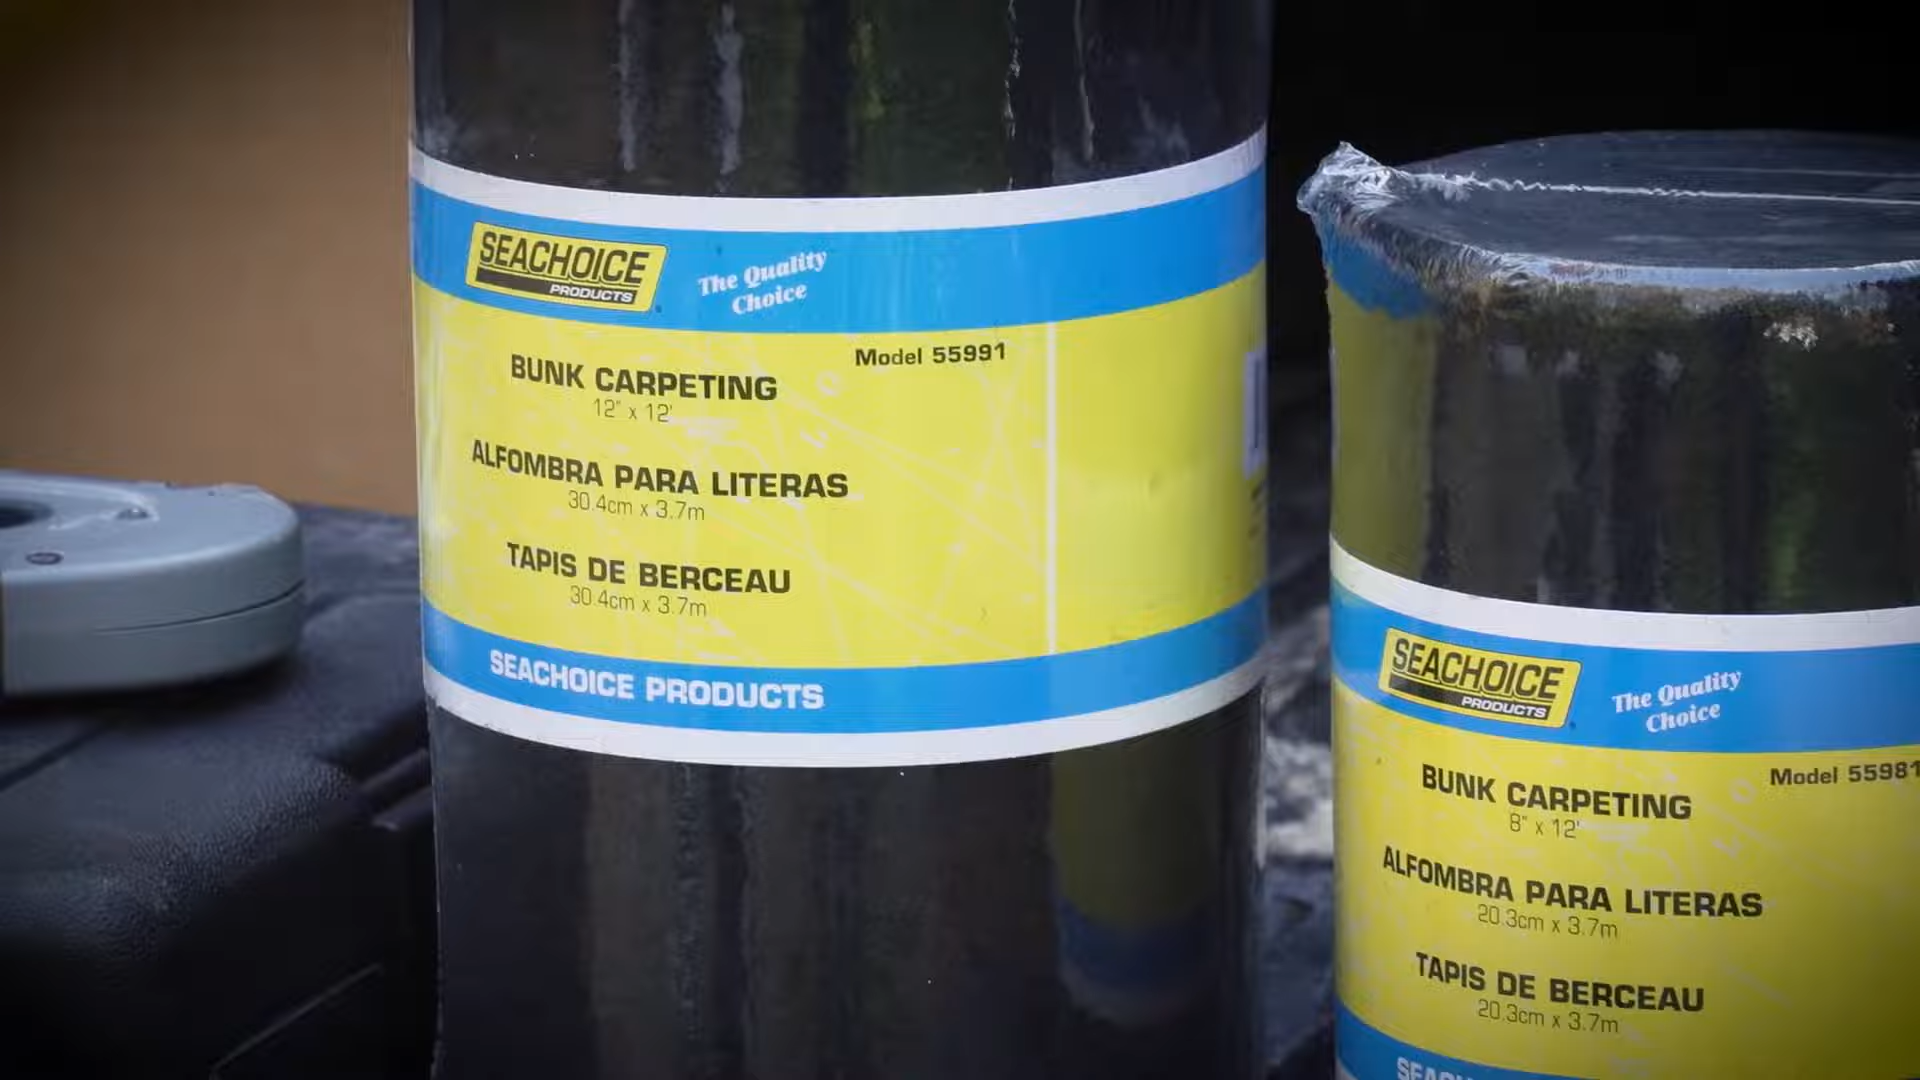 SEACHOICE
PRODUCTS
The Quality
Choice
Model 55991
BUNK CARPETING
12" x 12'
ALFOMBRA PARA LITERAS
30.4cm x 3.7m
TAPIS DE BERCEAU
30.4cm x 3.7m
SEACHOICE PRODUCTS
SEACHOICE
PRODUCTS
The Quality
Choice
Model 55981
BUNK CARPETING
8" x 12'
ALFOMBRA PARA LITERAS
20.3cm x 3.7m
TAPIS DE BERCEAU
20.3cm x 3.7m